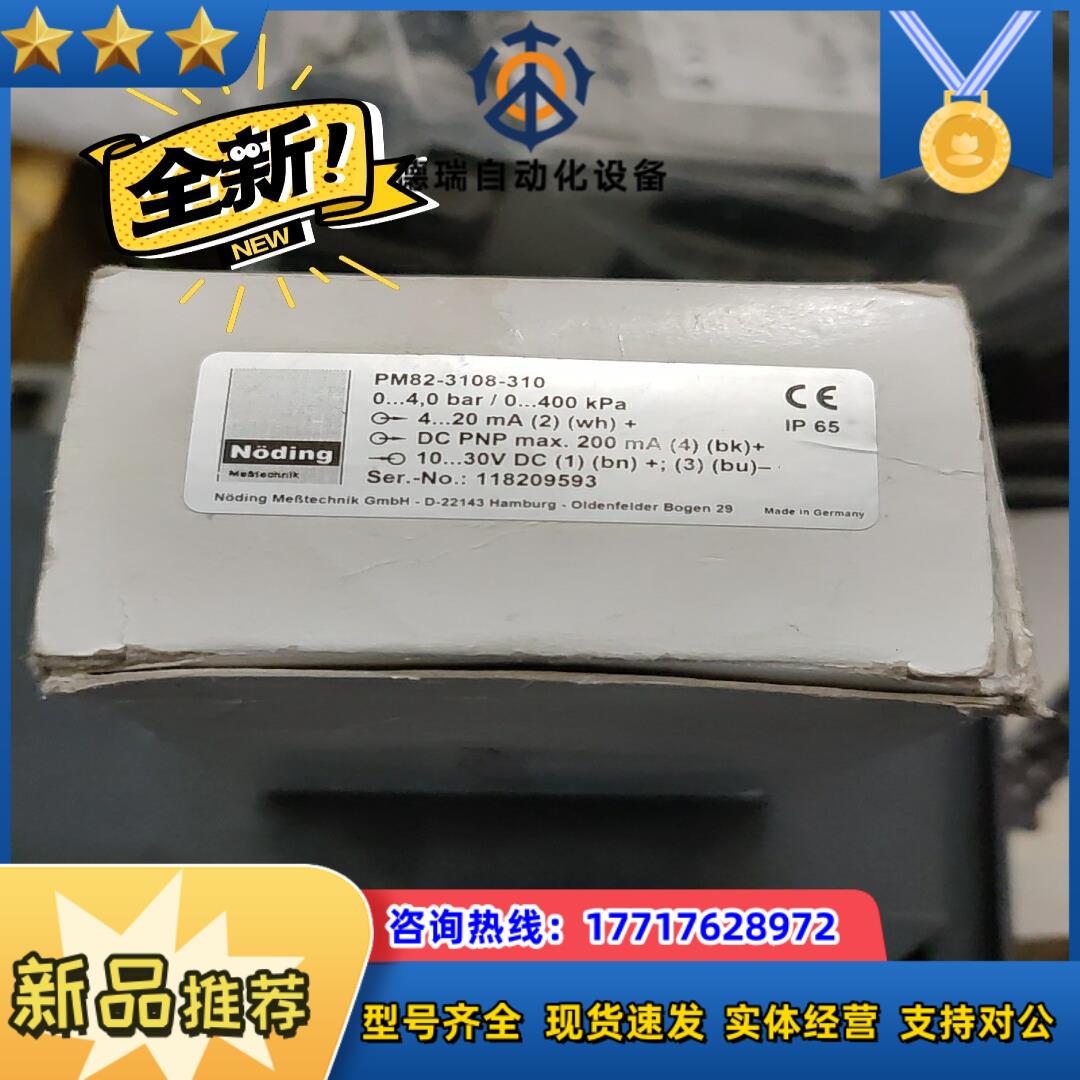 德瑞自动化设备
全新!
NEW
PM82-3108-310
0...4,0 bar / 0...400 kPa
4...20 mA (2) (wh) +
DC PNP max. 200 mA (4) (bk)+
10...30V DC (1) (bn) +; (3) (bu)–
Ser.-No.: 118209593
CE
IP 65
Nöding
Meßtechnik
Nöding Meßtechnik GmbH - D-22143 Hamburg - Oldenfelder Bogen 29
Made in Germany
咨询热线：17717628972
新品推荐
型号齐全 现货速发 实体经营 支持对公